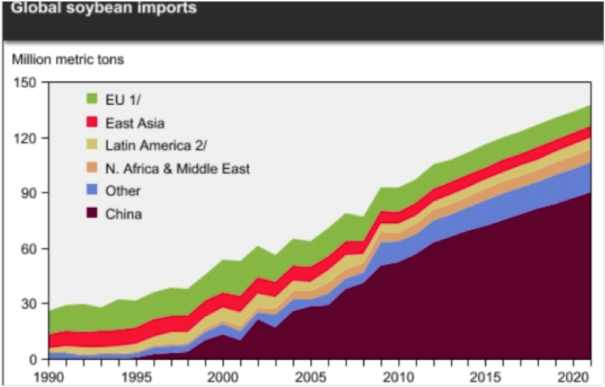 Global soybean imports
Million metric tons
150
EU 1/
East Asia
120
Latin America 2/
N. Africa & Middle East
90
Other
China
60
30
0
1990 1995 2000 2005 2010 2015 2020